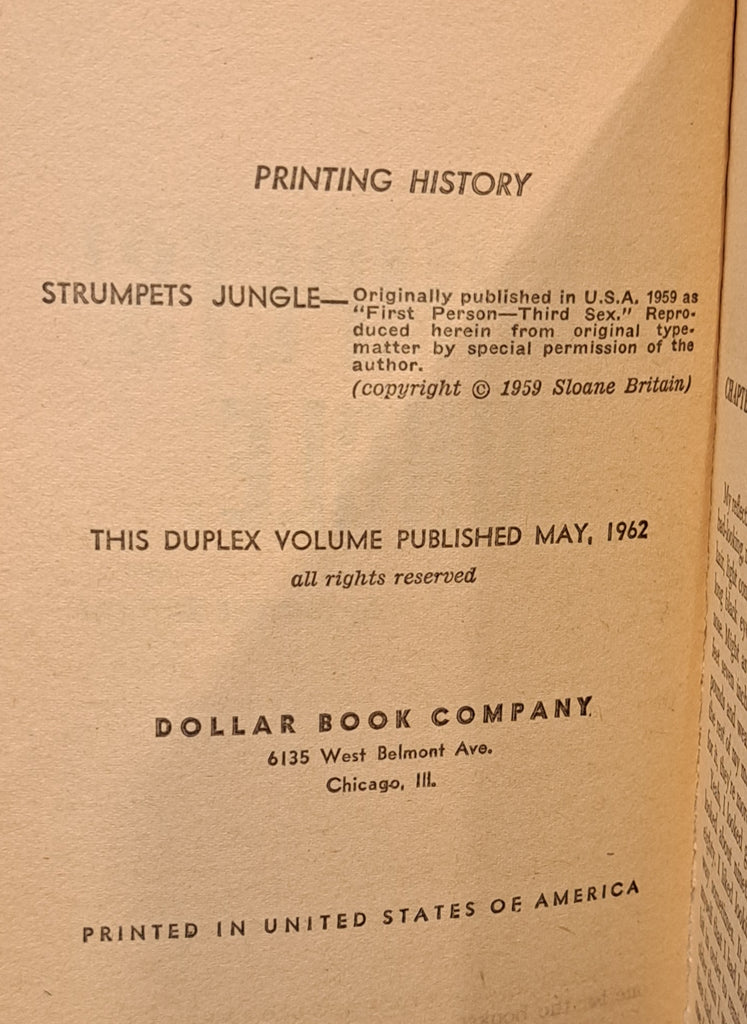 PRINTING HISTORY
STRUMPETS JUNGLE—Originally published in U.S.A. 1959 as
"First Person—Third Sex." Repro-
duced herein from original type-
matter by special permission of the
author.
(copyright © 1959 Sloane Britain)
THIS DUPLEX VOLUME PUBLISHED MAY, 1962
all rights reserved
DOLLAR BOOK COMPANY
6135 West Belmont Ave.
Chicago, Ill.
PRINTED IN UNITED STATES OF AMERICA